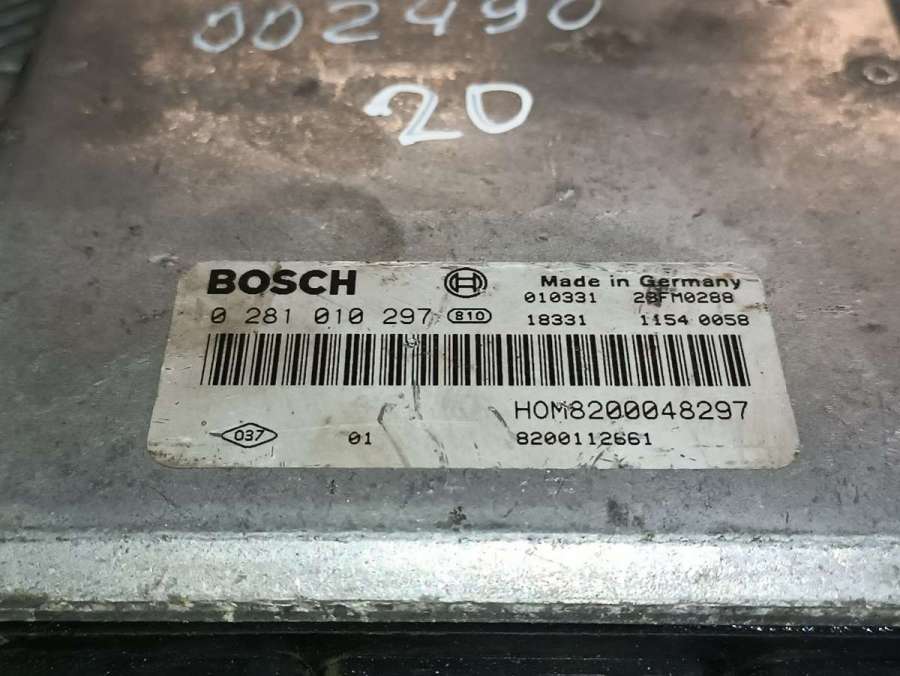 002490
20
BOSCH
Made in Germany
010331 28FM0288
0 281 010 297 810 18331 1154 0058
HOM8200048297
037 01 8200112661